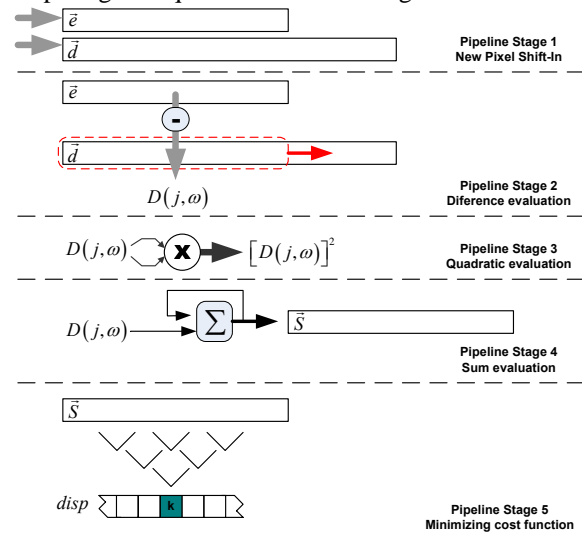 e⃗
d⃗
Pipeline Stage 1
New Pixel Shift-In
e⃗
-
d⃗
D(j,ω)
Pipeline Stage 2
Diference evaluation
D(j,ω) x [D(j,ω)]²
Pipeline Stage 3
Quadratic evaluation
D(j,ω) Σ S⃗
Pipeline Stage 4
Sum evaluation
S⃗
disp k
Pipeline Stage 5
Minimizing cost function